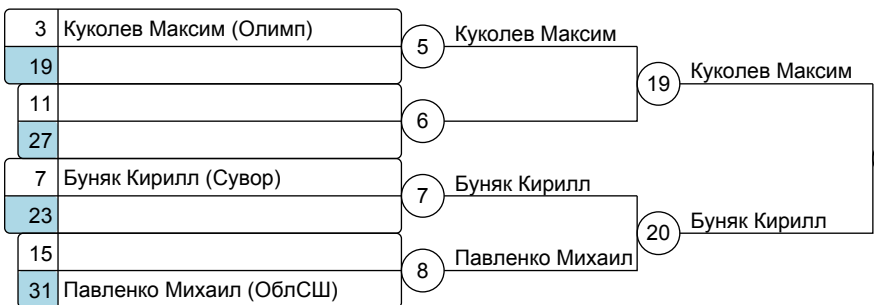 3 Куколев Максим (Олимп)
19
5 Куколев Максим
11
27
6
19 Куколев Максим
7 Буняк Кирилл (Сувор)
23
7 Буняк Кирилл
15
31 Павленко Михаил (ОблСШ)
8 Павленко Михаил
20 Буняк Кирилл